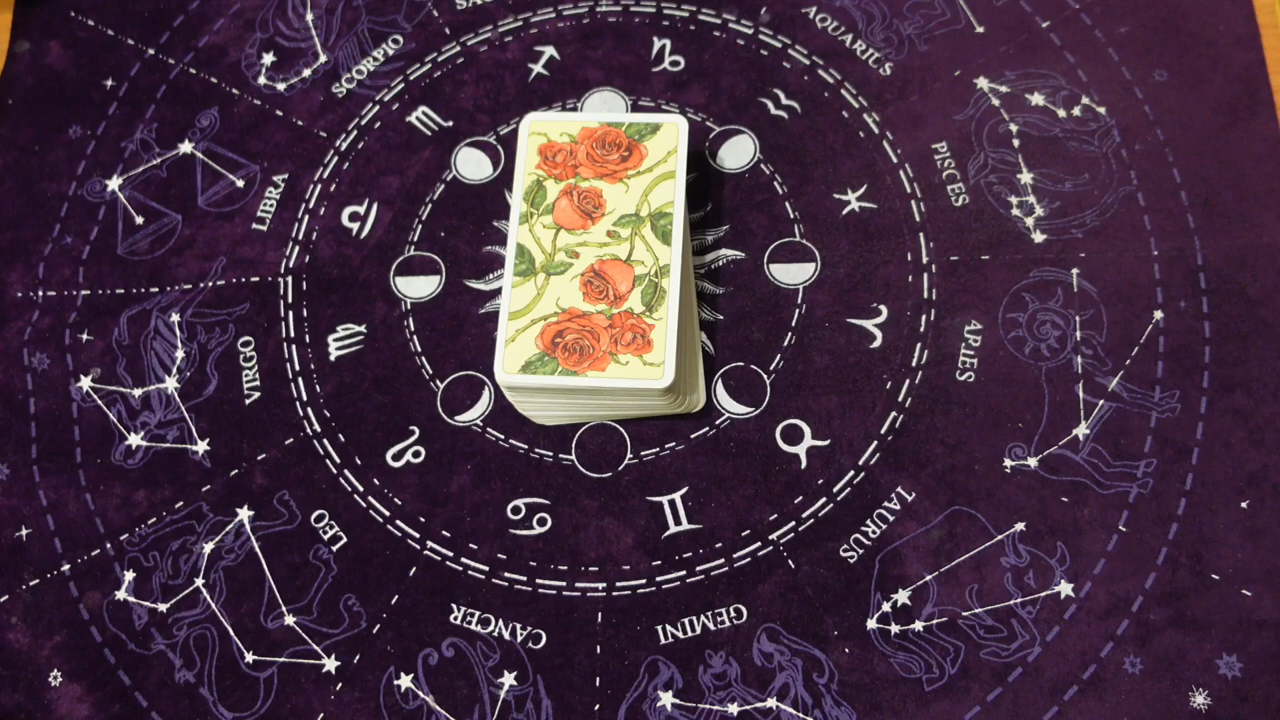 SCORPIO
AQUARIUS
LIBRA
PISCES
VIRGO
ARIES
LEO
TAURUS
CANCER
GEMINI